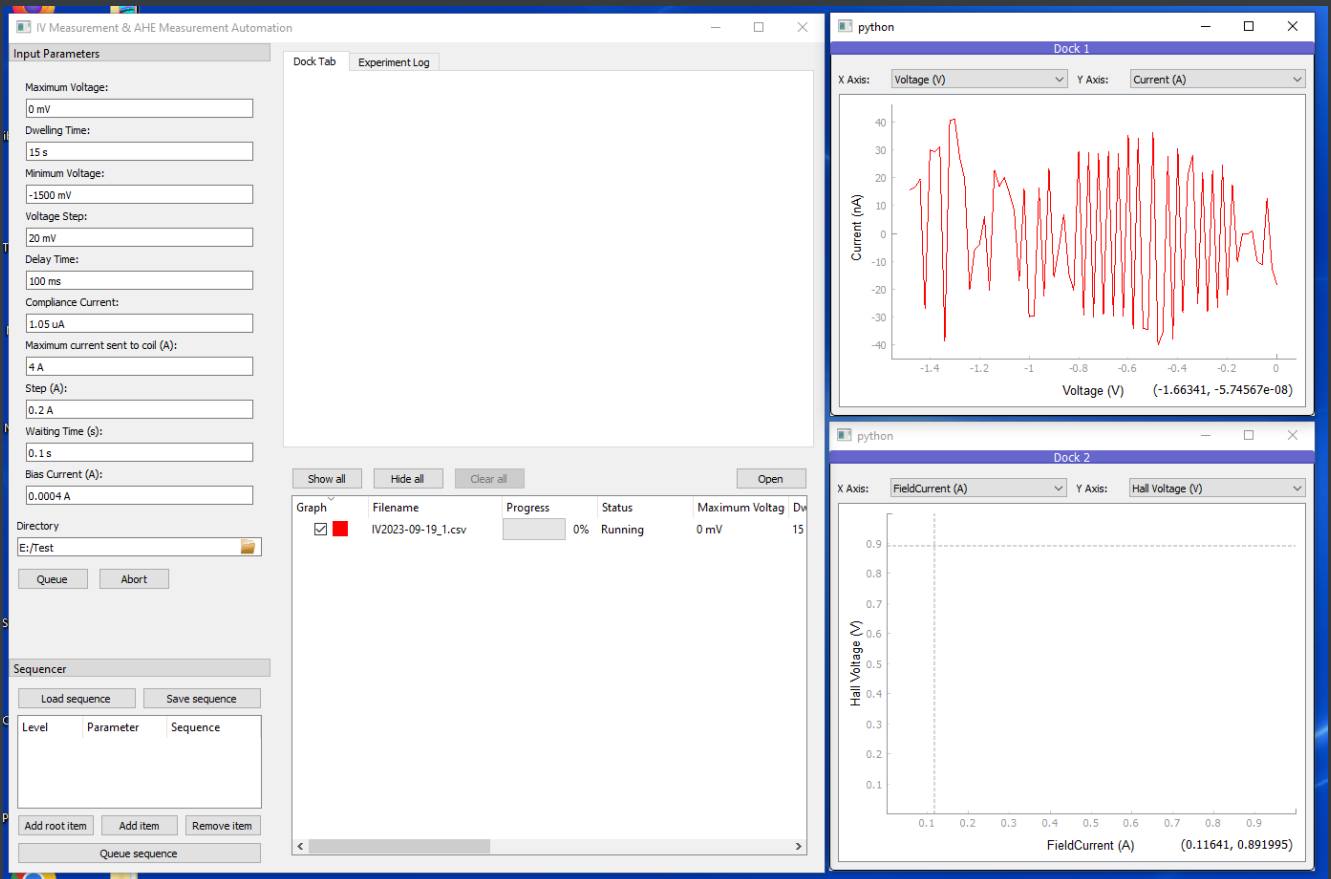 IV Measurement & AHE Measurement Automation
Input Parameters
Maximum Voltage:
0 mV
Dwelling Time:
15 s
Minimum Voltage:
-1500 mV
Voltage Step:
20 mV
Delay Time:
100 ms
Compliance Current:
1.05 uA
Maximum current sent to coil (A):
4 A
Step (A):
0.2 A
Waiting Time (s):
0.1 s
Bias Current (A):
0.0004 A
Directory
E:/Test
Queue Abort
Sequencer
Load sequence Save sequence
Level Parameter Sequence
Add root item Add item Remove item
Queue sequence
Dock Tab Experiment Log
Show all Hide all Clear all Open
Graph Filename Progress Status Maximum Voltag Dw
IV2023-09-19_1.csv 0% Running 0 mV 15
python
Dock 1
X Axis: Voltage (V) Y Axis: Current (A)
40
30
20
10
0
-10
-20
-30
-40
Current (nA)
-1.4 -1.2 -1 -0.8 -0.6 -0.4 -0.2 0
Voltage (V) (-1.66341, -5.74567e-08)
python
Dock 2
X Axis: FieldCurrent (A) Y Axis: Hall Voltage (V)
0.9
0.8
0.7
0.6
0.5
0.4
0.3
0.2
0.1
Hall Voltage (V)
0.1 0.2 0.3 0.4 0.5 0.6 0.7 0.8 0.9
FieldCurrent (A) (0.11641, 0.891995)